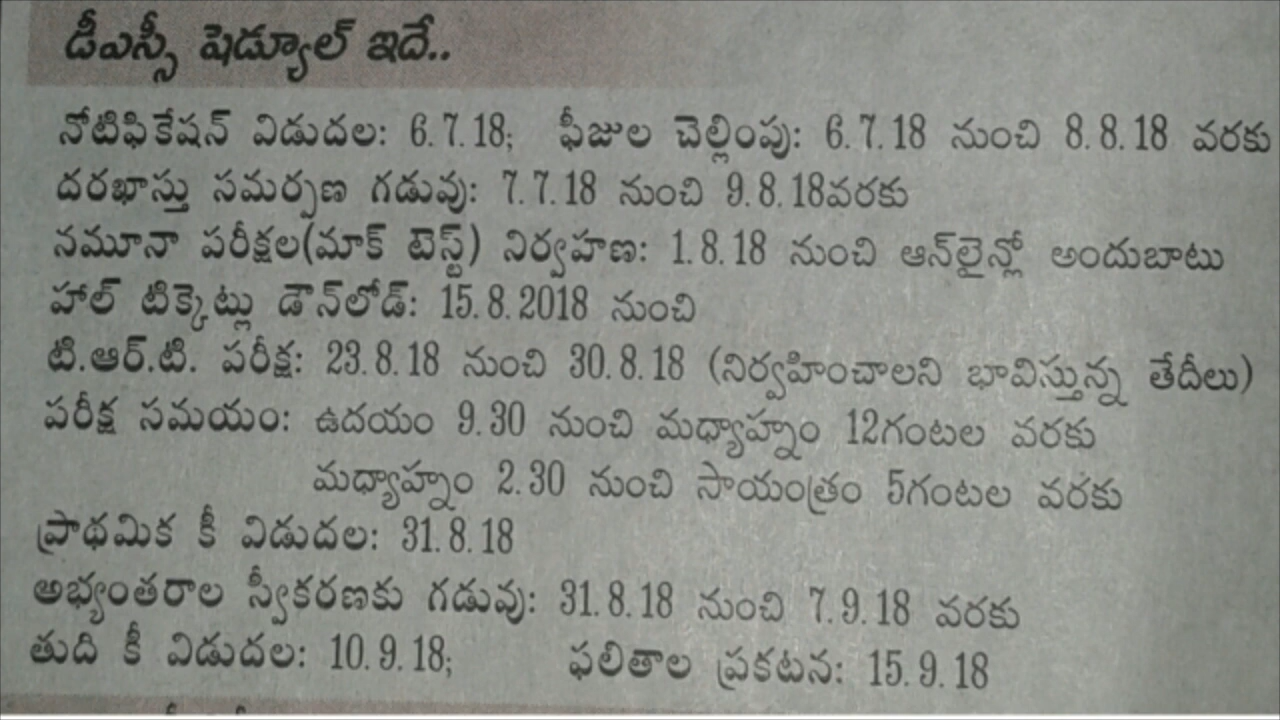 డీఎస్సీ షెడ్యూల్ ఇదే..
నోటిఫికేషన్ విడుదల: 6.7.18; ఫీజుల చెల్లింపు: 6.7.18 నుంచి 8.8.18 వరకు
దరఖాస్తు సమర్పణ గడువు: 7.7.18 నుంచి 9.8.18వరకు
నమూనా పరీక్షల(మాక్ టెస్ట్) నిర్వహణ: 1.8.18 నుంచి ఆన్‌లైన్లో అందుబాటు
హాల్ టిక్కెట్లు డౌన్‌లోడ్: 15.8.2018 నుంచి
టి.ఆర్.టి. పరీక్ష: 23.8.18 నుంచి 30.8.18 (నిర్వహించాలని భావిస్తున్న తేదీలు)
పరీక్ష సమయం: ఉదయం 9.30 నుంచి మధ్యాహ్నం 12గంటల వరకు
మధ్యాహ్నం 2.30 నుంచి సాయంత్రం 5గంటల వరకు
ప్రాథమిక కీ విడుదల: 31.8.18
అభ్యంతరాల స్వీకరణకు గడువు: 31.8.18 నుంచి 7.9.18 వరకు
తుది కీ విడుదల: 10.9.18; ఫలితాల ప్రకటన: 15.9.18